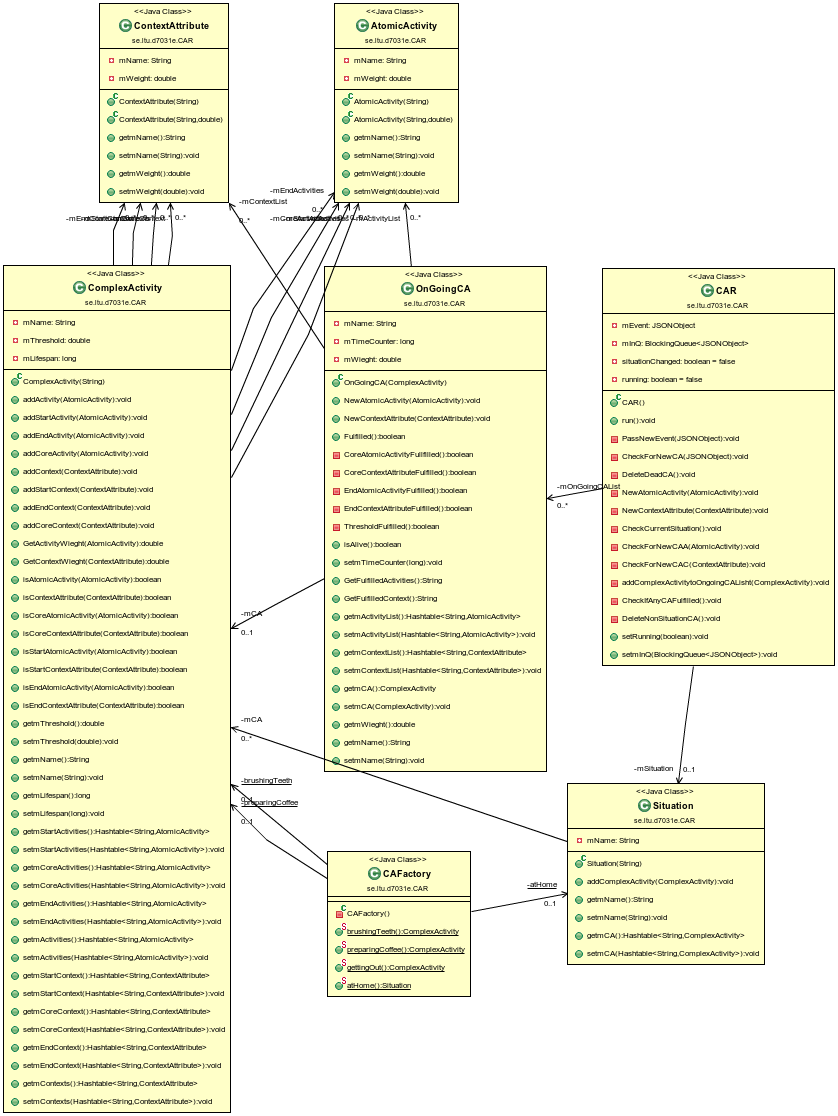 <<Java Class>>
ContextAttribute
se.ltu.d7031e.CAR
mName: String
mWeight: double
ContextAttribute(String)
ContextAttribute(String,double)
getmName():String
setmName(String):void
getmWeight():double
setmWeight(double):void
<<Java Class>>
AtomicActivity
se.ltu.d7031e.CAR
mName: String
mWeight: double
AtomicActivity(String)
AtomicActivity(String,double)
getmName():String
setmName(String):void
getmWeight():double
setmWeight(double):void
-mEndActivities
0..*
-mContextList
0..*
0..*
0..*
<<Java Class>>
ComplexActivity
se.ltu.d7031e.CAR
mName: String
mThreshold: double
mLifespan: long
ComplexActivity(String)
addActivity(AtomicActivity):void
addStartActivity(AtomicActivity):void
addEndActivity(AtomicActivity):void
addCoreActivity(AtomicActivity):void
addContext(ContextAttribute):void
addStartContext(ContextAttribute):void
addEndContext(ContextAttribute):void
addCoreContext(ContextAttribute):void
GetActivityWieght(AtomicActivity):double
GetContextWieght(ContextAttribute):double
isAtomicActivity(AtomicActivity):boolean
isContextAttribute(ContextAttribute):boolean
isCoreAtomicActivity(AtomicActivity):boolean
isCoreContextAttribute(ContextAttribute):boolean
isStartAtomicActivity(AtomicActivity):boolean
isStartContextAttribute(ContextAttribute):boolean
isEndAtomicActivity(AtomicActivity):boolean
isEndContextAttribute(ContextAttribute):boolean
getmThreshold():double
setmThreshold(double):void
getmName():String
setmName(String):void
getmLifespan():long
setmLifespan(long):void
getmStartActivities():Hashtable<String,AtomicActivity>
setmStartActivities(Hashtable<String,AtomicActivity>):void
getmCoreActivities():Hashtable<String,AtomicActivity>
setmCoreActivities(Hashtable<String,AtomicActivity>):void
getmEndActivities():Hashtable<String,AtomicActivity>
setmEndActivities(Hashtable<String,AtomicActivity>):void
getmActivities():Hashtable<String,AtomicActivity>
setmActivities(Hashtable<String,AtomicActivity>):void
getmStartContext():Hashtable<String,ContextAttribute>
setmStartContext(Hashtable<String,ContextAttribute>):void
getmCoreContext():Hashtable<String,ContextAttribute>
setmCoreContext(Hashtable<String,ContextAttribute>):void
getmEndContext():Hashtable<String,ContextAttribute>
setmEndContext(Hashtable<String,ContextAttribute>):void
getmContexts():Hashtable<String,ContextAttribute>
setmContexts(Hashtable<String,ContextAttribute>):void
<<Java Class>>
OnGoingCA
se.ltu.d7031e.CAR
mName: String
mTimeCounter: long
mWieght: double
OnGoingCA(ComplexActivity)
NewAtomicActivity(AtomicActivity):void
NewContextAttribute(ContextAttribute):void
Fulfilled():boolean
CoreAtomicActivityFullfilled():boolean
CoreContextAttributeFulfilled():boolean
EndAtomicActivityFulfilled():boolean
EndContextAttributeFulfilled():boolean
ThresholdFulfilled():boolean
isAlive():boolean
setmTimeCounter(long):void
GetFulfilledActivities():String
GetFulfilledContext():String
getmActivityList():Hashtable<String,AtomicActivity>
setmActivityList(Hashtable<String,AtomicActivity>):void
getmContextList():Hashtable<String,ContextAttribute>
setmContextList(Hashtable<String,ContextAttribute>):void
getmCA():ComplexActivity
setmCA(ComplexActivity):void
getmWieght():double
getmName():String
setmName(String):void
<<Java Class>>
CAR
se.ltu.d7031e.CAR
mEvent: JSONObject
mInQ: BlockingQueue<JSONObject>
situationChanged: boolean = false
running: boolean = false
CAR()
run():void
PassNewEvent(JSONObject):void
CheckForNewCA(JSONObject):void
DeleteDeadCA():void
NewAtomicActivity(AtomicActivity):void
NewContextAttribute(ContextAttribute):void
CheckCurrentSituation():void
CheckForNewCAA(AtomicActivity):void
CheckForNewCAC(ContextAttribute):void
addComplexActivitytoOngoingCALisht(ComplexActivity):void
CheckIfAnyCAFulfilled():void
DeleteNonSituationCA():void
setRunning(boolean):void
setmInQ(BlockingQueue<JSONObject>):void
-mOnGoingCAList
0..*
-mCA
0..1
-mCA
0..*
-brushingTeeth
0..1
-preparingCoffee
0..1
-mSituation
0..1
<<Java Class>>
CAFactory
se.ltu.d7031e.CAR
CAFactory()
brushingTeeth():ComplexActivity
preparingCoffee():ComplexActivity
gettingOut():ComplexActivity
atHome():Situation
-atHome
0..1
<<Java Class>>
Situation
se.ltu.d7031e.CAR
mName: String
Situation(String)
addComplexActivity(ComplexActivity):void
getmName():String
setmName(String):void
getmCA():Hashtable<String,ComplexActivity>
setmCA(Hashtable<String,ComplexActivity>):void